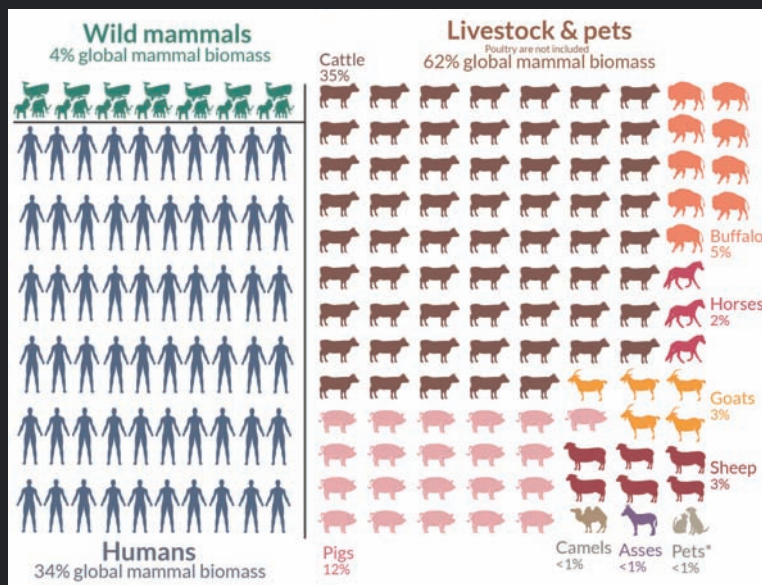 Wild mammals
4% global mammal biomass
Livestock & pets
Poultry are not included
62% global mammal biomass
Cattle
35%
Buffalo
5%
Horses
2%
Goats
3%
Sheep
3%
Pigs
12%
Camels
<1%
Asses
<1%
Pets*
<1%
Humans
34% global mammal biomass